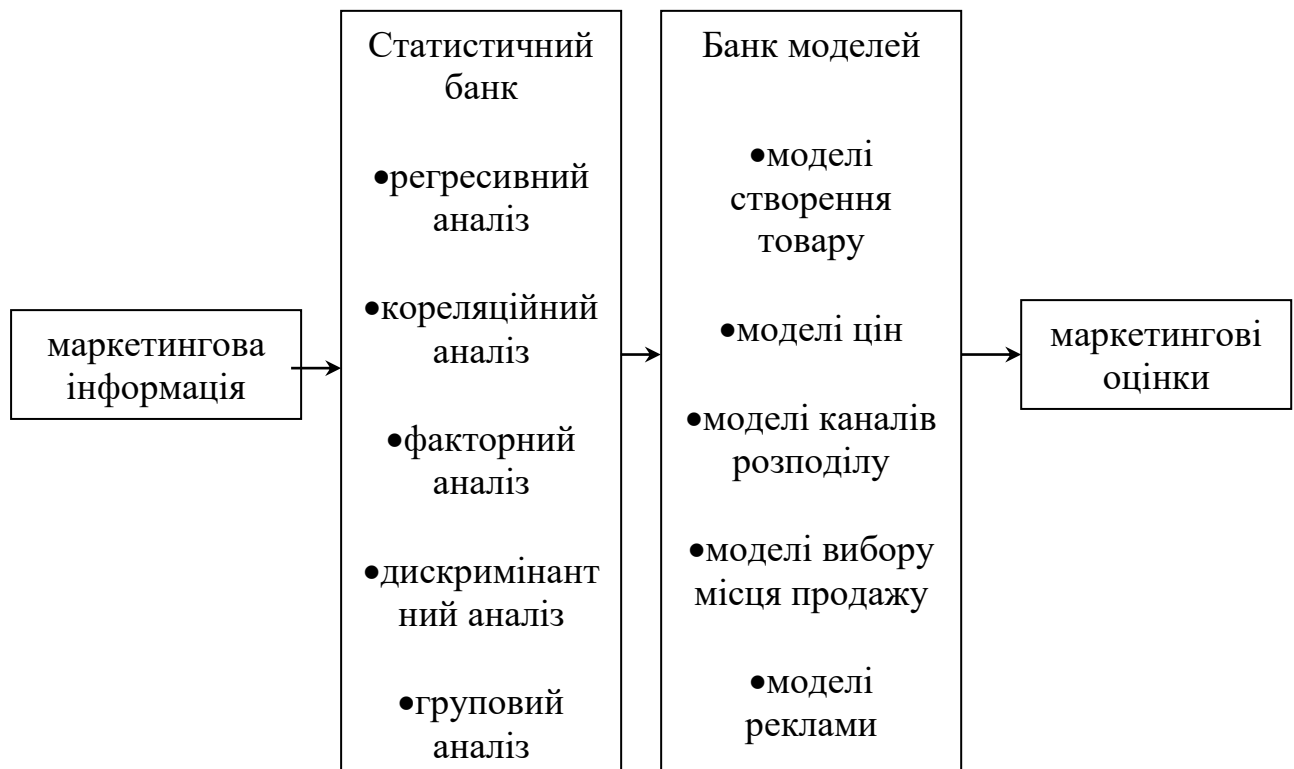 маркетингова
інформація
Статистичний
банк
•регресивний
аналіз
•кореляційний
аналіз
•факторний
аналіз
•дискримінант
ний аналіз
•груповий
аналіз
Банк моделей
•моделі
створення
товару
•моделі цін
•моделі каналів
розподілу
•моделі вибору
місця продажу
•моделі
реклами
маркетингові
оцінки